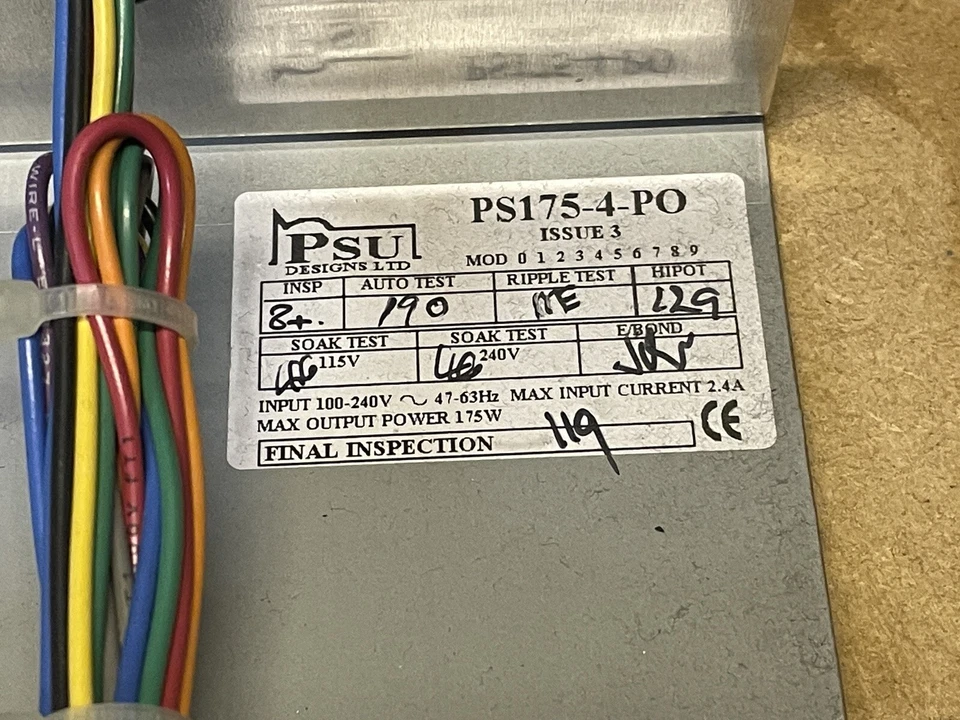 PSU
DESIGNS LTD
PS175-4-PO
ISSUE 3
MOD 0 1 2 3 4 5 6 7 8 9
INSP AUTO TEST RIPPLE TEST HIPOT
8+. 190 129
SOAK TEST SOAK TEST E/BOND
115V 240V
INPUT 100-240V ~ 47-63Hz MAX INPUT CURRENT 2.4A
MAX OUTPUT POWER 175W
CE
FINAL INSPECTION 119
WIRE